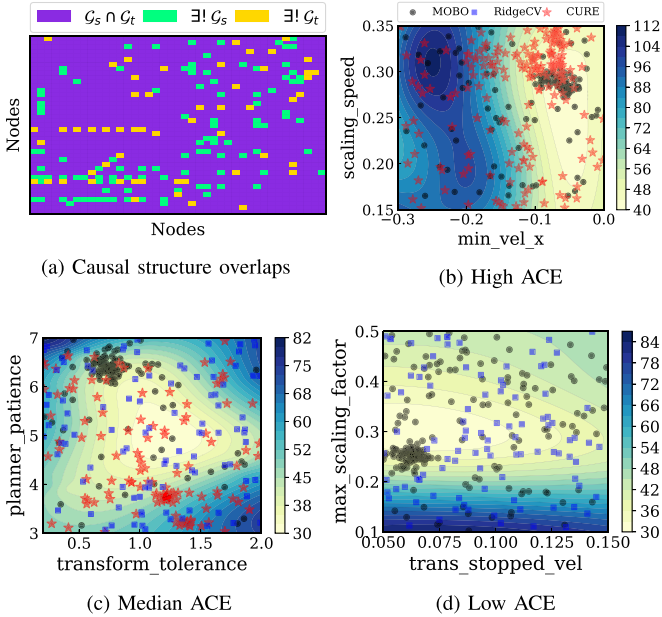 𝒢s ∩ 𝒢t ∃! 𝒢s ∃! 𝒢t
Nodes
Nodes
(a) Causal structure overlaps
MOBO RidgeCV CURE
scaling_speed
0.35
0.30
0.25
0.20
0.15
−0.3 −0.2 −0.1 0.0
min_vel_x
112
104
96
88
80
72
64
56
48
40
(b) High ACE
planner_patience
7
6
5
4
3
0.5 1.0 1.5 2.0
transform_tolerance
82
75
68
60
52
45
38
30
(c) Median ACE
max_scaling_factor
0.5
0.4
0.3
0.2
0.1
0.050 0.075 0.100 0.125 0.150
trans_stopped_vel
84
78
72
66
60
54
48
42
36
30
(d) Low ACE